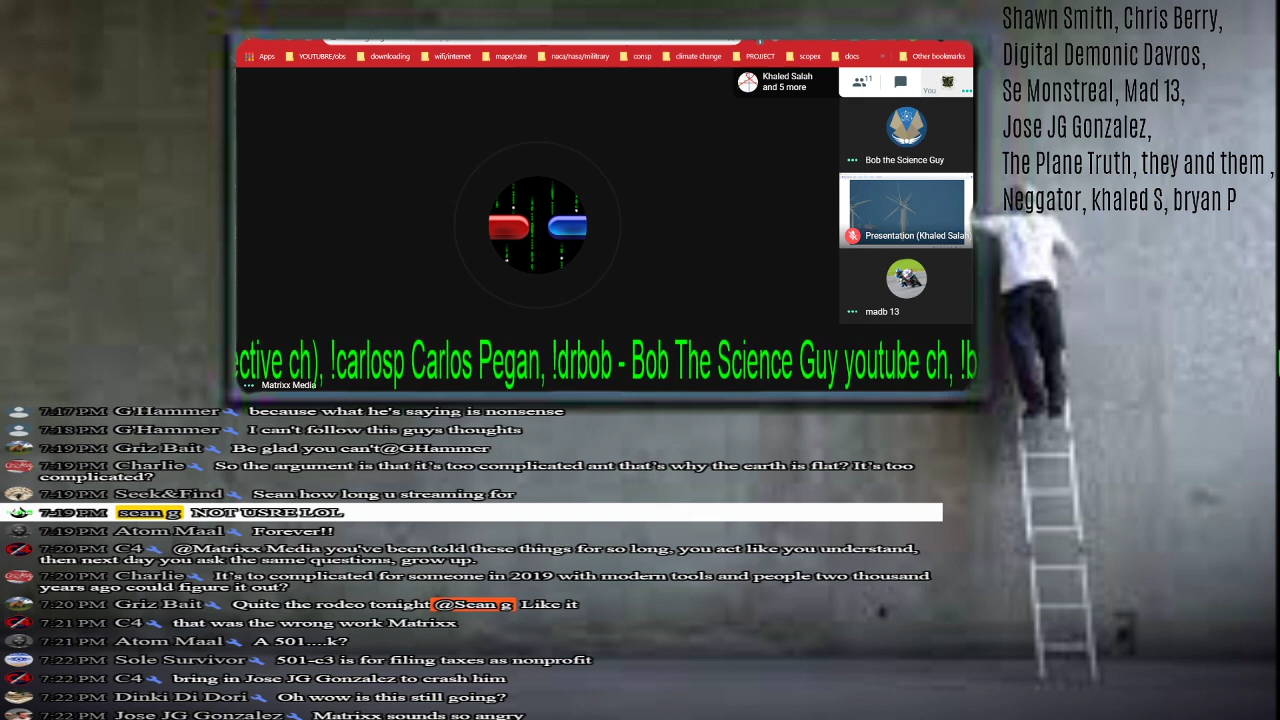 Shawn Smith, Chris Berry,
Digital Demonic Davros,
Se Monstreal, Mad 13,
Jose JG Gonzalez,
The Plane Truth, they and them ,
Neggator, khaled S, bryan P
Apps YOUTUBRE/obs downloading wifi/internet maps/sate naca/nasa/militrary consp climate change PROJECT scopex docs Other bookmarks
Khaled Salah
and 5 more
11
You
Bob the Science Guy
Presentation (Khaled Salah,
madb 13
ective ch), !carlosp Carlos Pegan, !drbob - Bob The Science Guy youtube ch, !b
Matrixx Media
7:17 PM G'Hammer because what he's saying is nonsense
7:18 PM G'Hammer I can't follow this guys thoughts
7:19 PM Griz Bait Be glad you can't@GHammer
7:19 PM Charlie So the argument is that it's too complicated ant that's why the earth is flat? It's too
complicated?
7:19 PM Seek&Find Sean how long u streaming for
7:19 PM sean g NOT USRE LOL
7:19 PM Atom Maal Forever!!
7:20 PM C4 @Matrixx Media you've been told these things for so long, you act like you understand,
then next day you ask the same questions, grow up.
7:20 PM Charlie It's to complicated for someone in 2019 with modern tools and people two thousand
years ago could figure it out?
7:20 PM Griz Bait Quite the rodeo tonight @Sean g Like it
7:21 PM C4 that was the wrong work Matrixx
7:21 PM Atom Maal A 501....k?
7:22 PM Sole Survivor 501-c3 is for filing taxes as nonprofit
7:22 PM C4 bring in Jose JG Gonzalez to crash him
7:22 PM Dinki Di Dori Oh wow is this still going?
7:22 PM Jose JG Gonzalez Matrixx sounds so angry